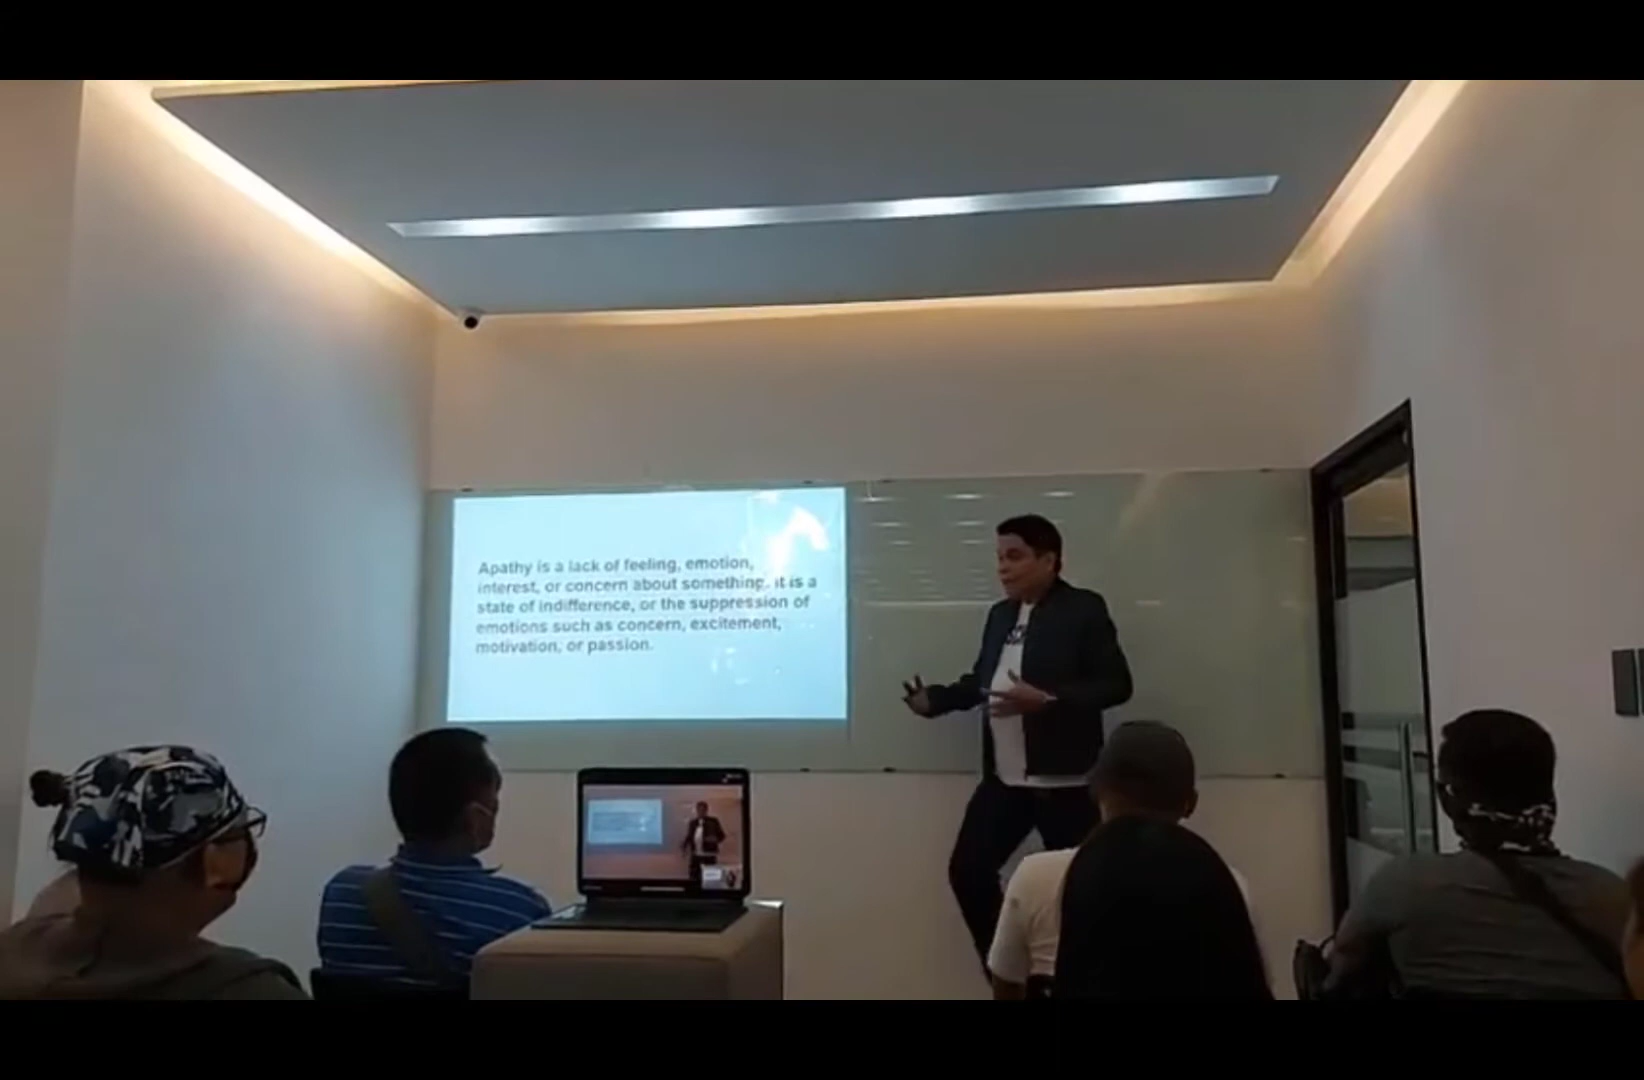 Apathy is a lack of feeling, emotion,
interest, or concern about something. It is a
state of indifference, or the suppression of
emotions such as concern, excitement,
motivation, or passion.